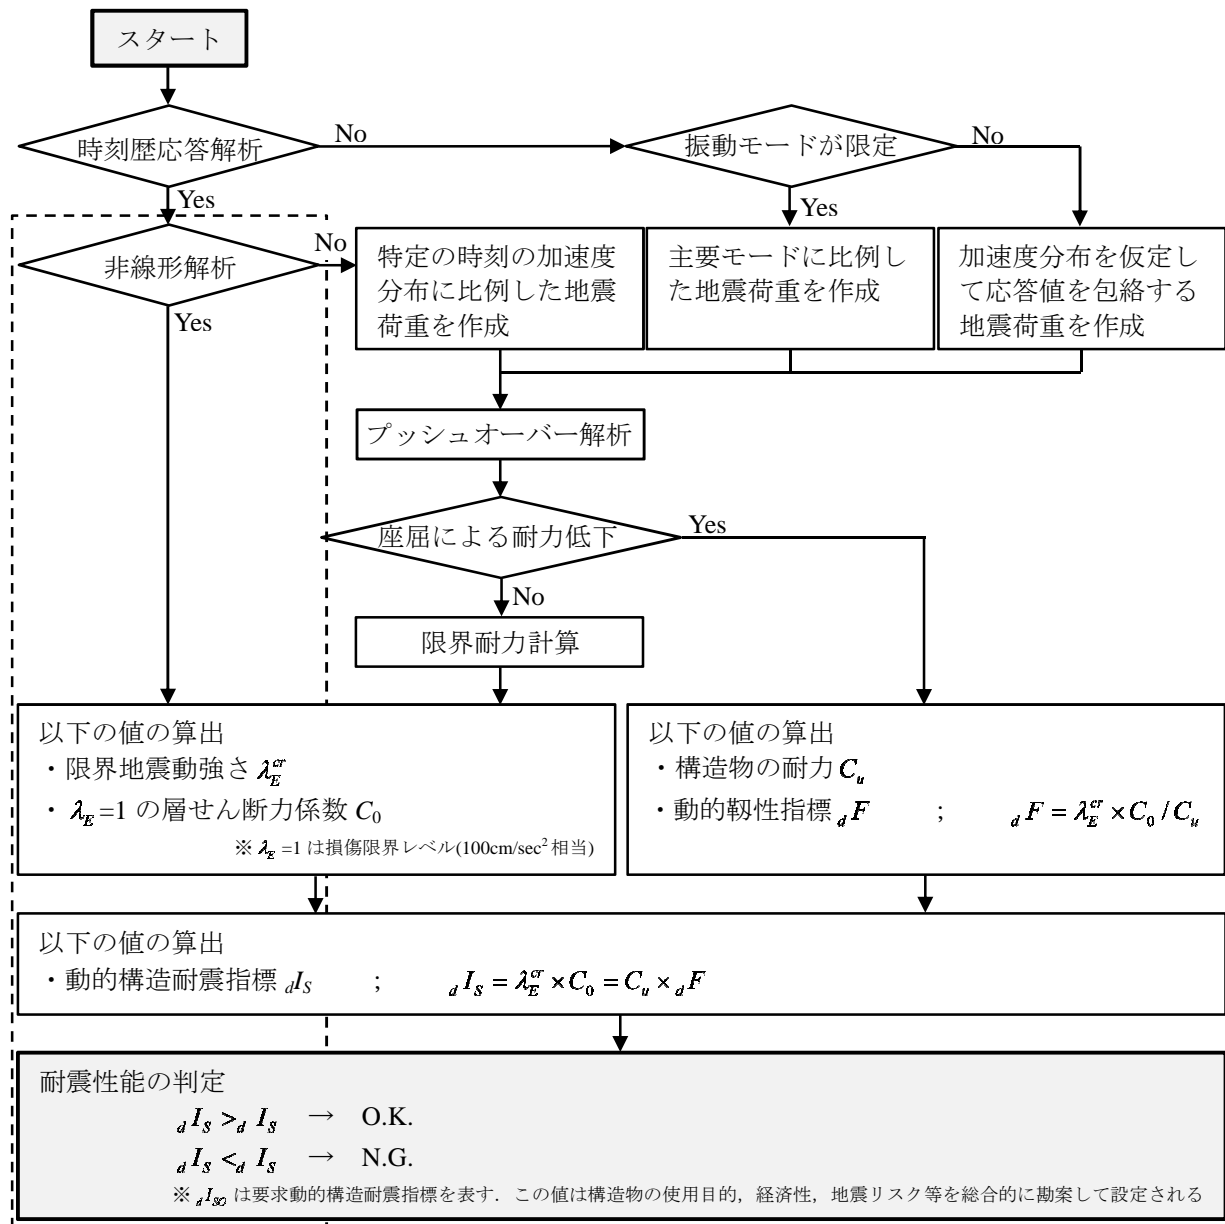 スタート
時刻歴応答解析
No
振動モードが限定
No
Yes
Yes
非線形解析
No
特定の時刻の加速度
分布に比例した地震
荷重を作成
主要モードに比例し
た地震荷重を作成
加速度分布を仮定し
て応答値を包絡する
地震荷重を作成
Yes
プッシュオーバー解析
座屈による耐力低下
Yes
No
限界耐力計算
以下の値の算出
・限界地震動強さ λ_E^cr
・ λ_E =1 の層せん断力係数 C_0
※ λ_E =1 は損傷限界レベル(100cm/sec² 相当)
以下の値の算出
・構造物の耐力 C_u
・動的靱性指標 _dF ; _dF = λ_E^cr × C_0 / C_u
以下の値の算出
・動的構造耐震指標 _dI_S ; _dI_S = λ_E^cr × C_0 = C_u × _dF
耐震性能の判定
_dI_S >_d I_S → O.K.
_dI_S <_d I_S → N.G.
※ _dI_SO は要求動的構造耐震指標を表す．この値は構造物の使用目的，経済性，地震リスク等を総合的に勘案して設定される